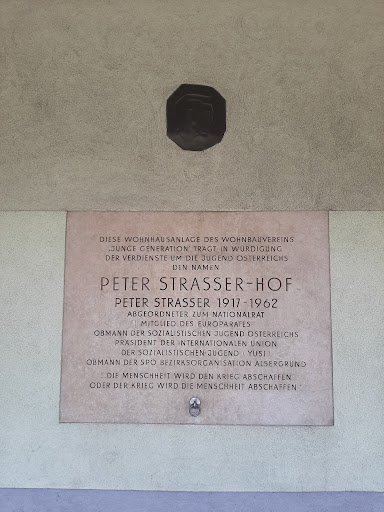 DIESE WOHNHAUSANLAGE DES WOHNBAUVEREINS
"JUNGE GENERATION" TRÄGT IN WÜRDIGUNG
DER VERDIENSTE UM DIE JUGEND ÖSTERREICHS
DEN NAMEN
PETER STRASSER-HOF
PETER STRASSER 1917-1962
ABGEORDNETER ZUM NATIONALRAT
MITGLIED DES EUROPARATES
OBMANN DER SOZIALISTISCHEN JUGEND ÖSTERREICHS
PRÄSIDENT DER INTERNATIONALEN UNION
DER SOZIALISTISCHEN JUGEND (YUSI)
OBMANN DER SPÖ BEZIRKSORGANISATION ALSERGRUND
"DIE MENSCHHEIT WIRD DEN KRIEG ABSCHAFFEN
ODER DER KRIEG WIRD DIE MENSCHHEIT ABSCHAFFEN"